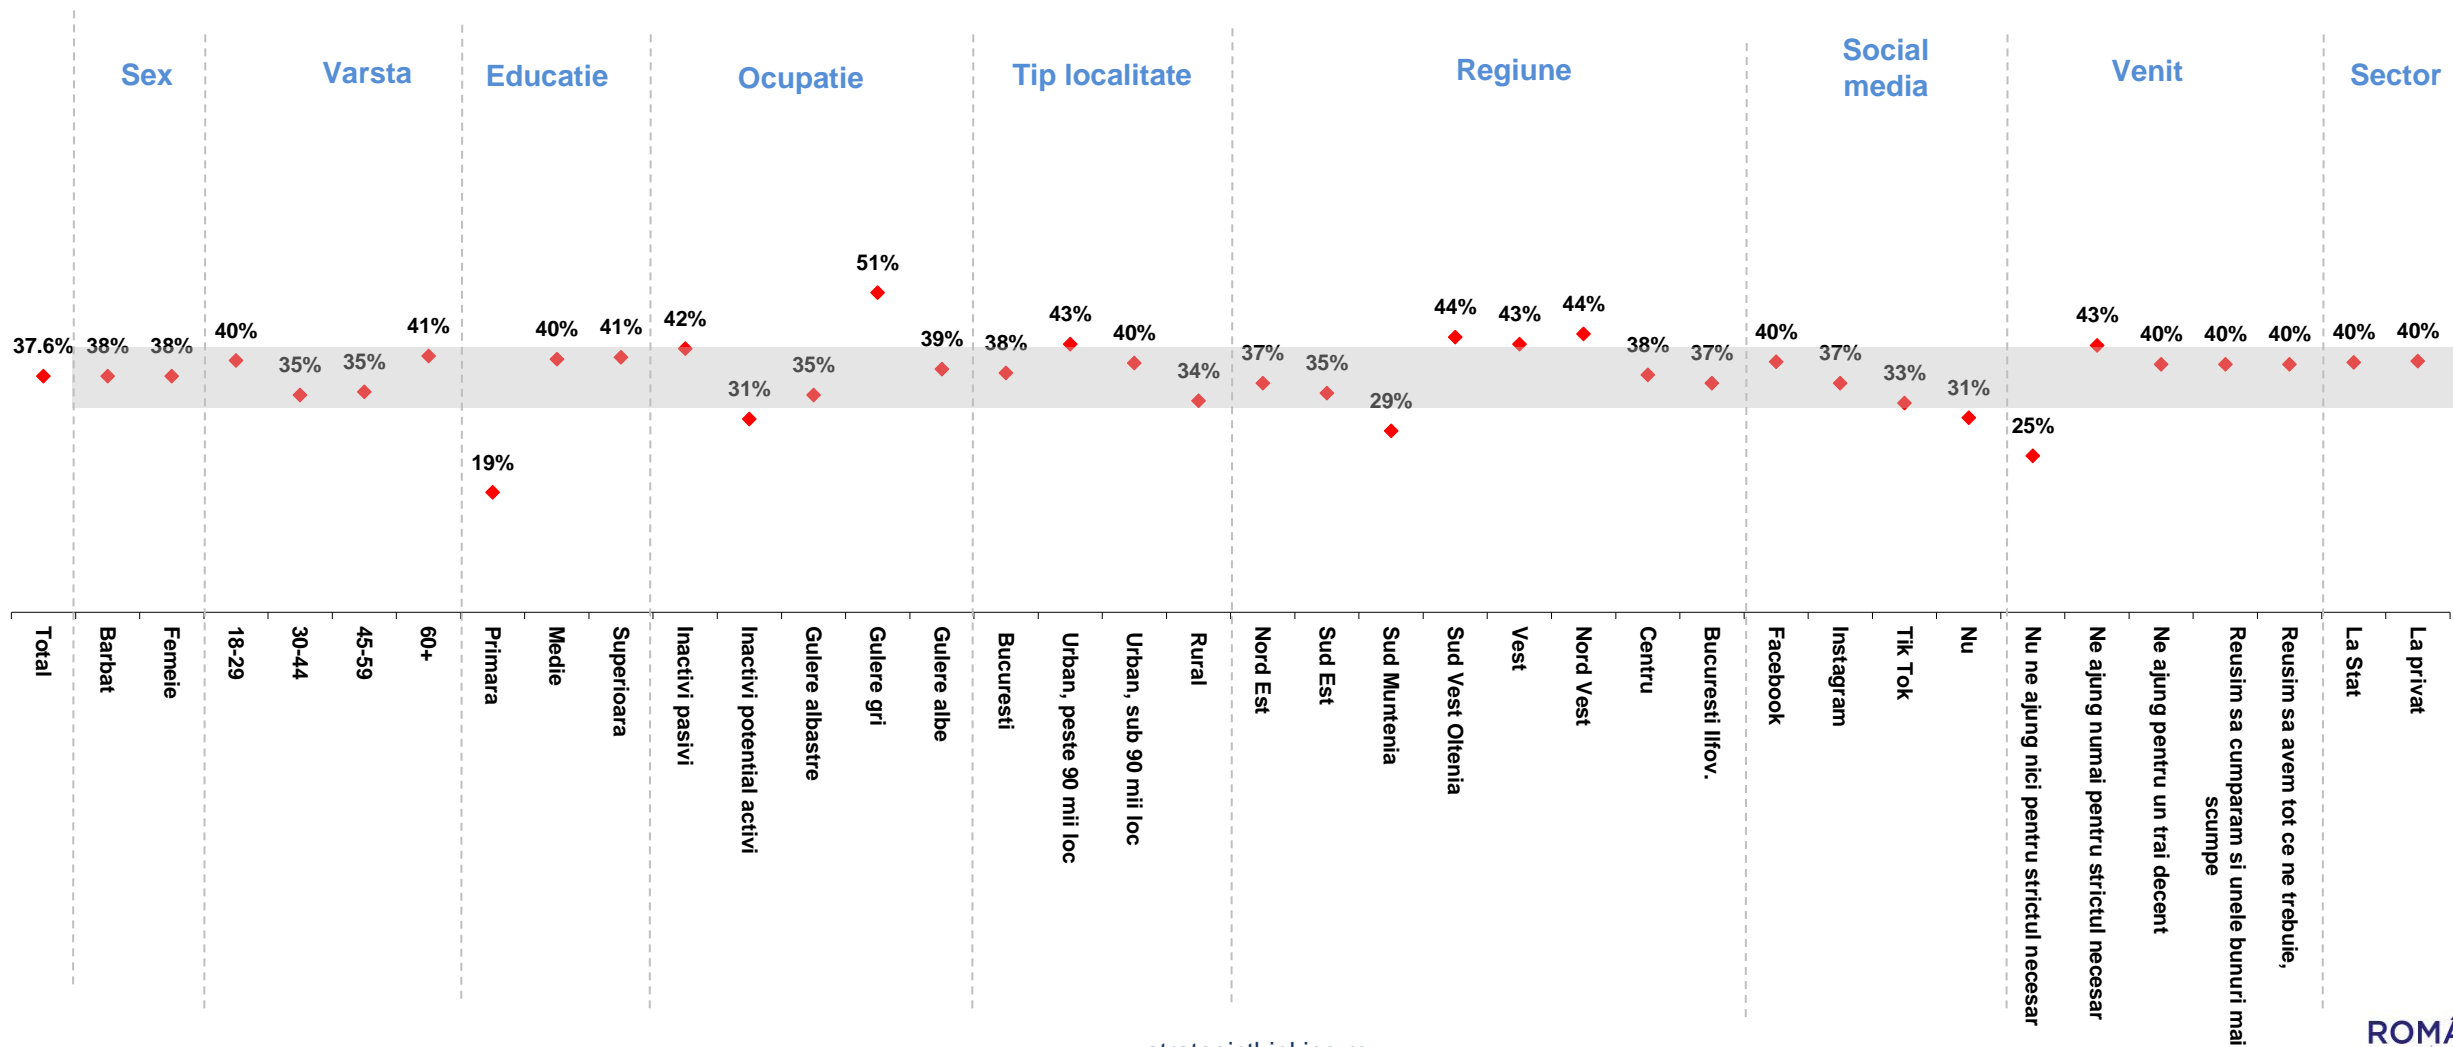 Sex
Varsta
Educatie
Ocupatie
Tip localitate
Regiune
Social
media
Venit
Sector
37.6%
38%
38%
40%
35%
35%
41%
19%
40%
41%
42%
31%
35%
51%
39%
38%
43%
40%
34%
37%
35%
29%
44%
43%
44%
38%
37%
40%
37%
33%
31%
25%
43%
40%
40%
40%
40%
40%
Total
Barbat
Femeie
18-29
30-44
45-59
60+
Primara
Medie
Superioara
Inactivi pasivi
Inactivi potential activi
Gulere albastre
Gulere gri
Gulere albe
Bucuresti
Urban, peste 90 mii loc
Urban, sub 90 mii loc
Rural
Nord Est
Sud Est
Sud Muntenia
Sud Vest Oltenia
Vest
Nord Vest
Centru
Bucuresti Ilfov.
Facebook
Instagram
Tik Tok
Nu
Nu ne ajung nici pentru strictul necesar
Ne ajung numai pentru strictul necesar
Ne ajung pentru un trai decent
Reusim sa cumparam si unele bunuri mai
scumpe
Reusim sa avem tot ce ne trebuie,
La Stat
La privat